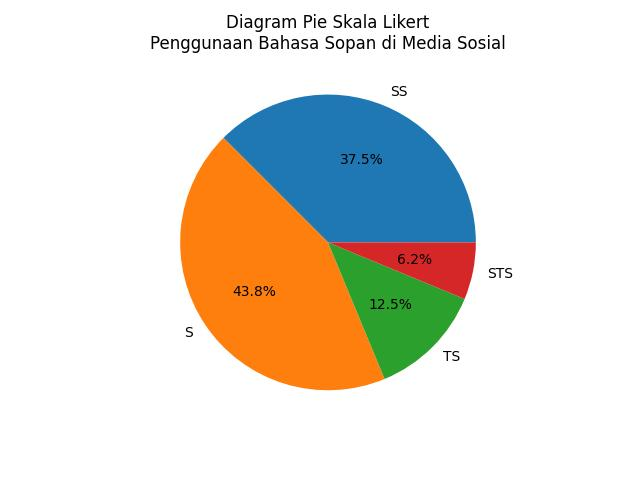 Diagram Pie Skala Likert
Penggunaan Bahasa Sopan di Media Sosial
SS
37.5%
43.8%
S
12.5%
TS
6.2%
STS